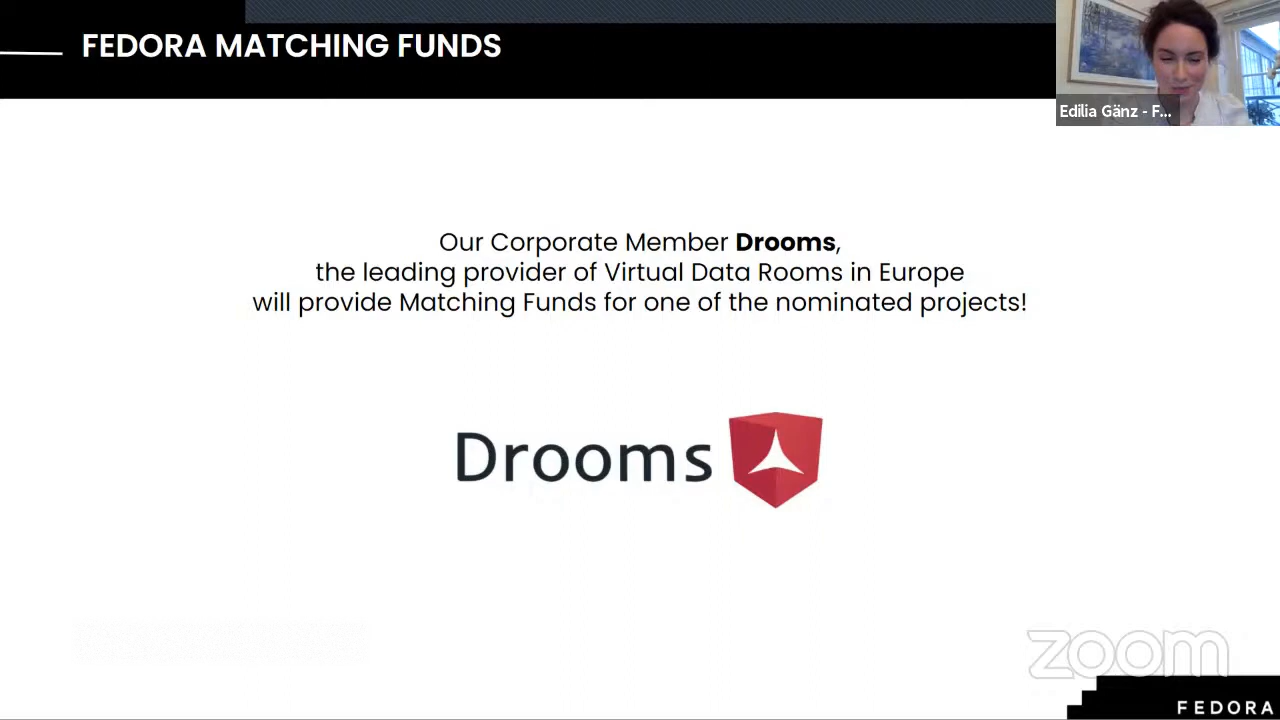 FEDORA MATCHING FUNDS
Edilia Gänz - F...
Our Corporate Member Drooms,
the leading provider of Virtual Data Rooms in Europe
will provide Matching Funds for one of the nominated projects!
Drooms
zoom
FEDORA